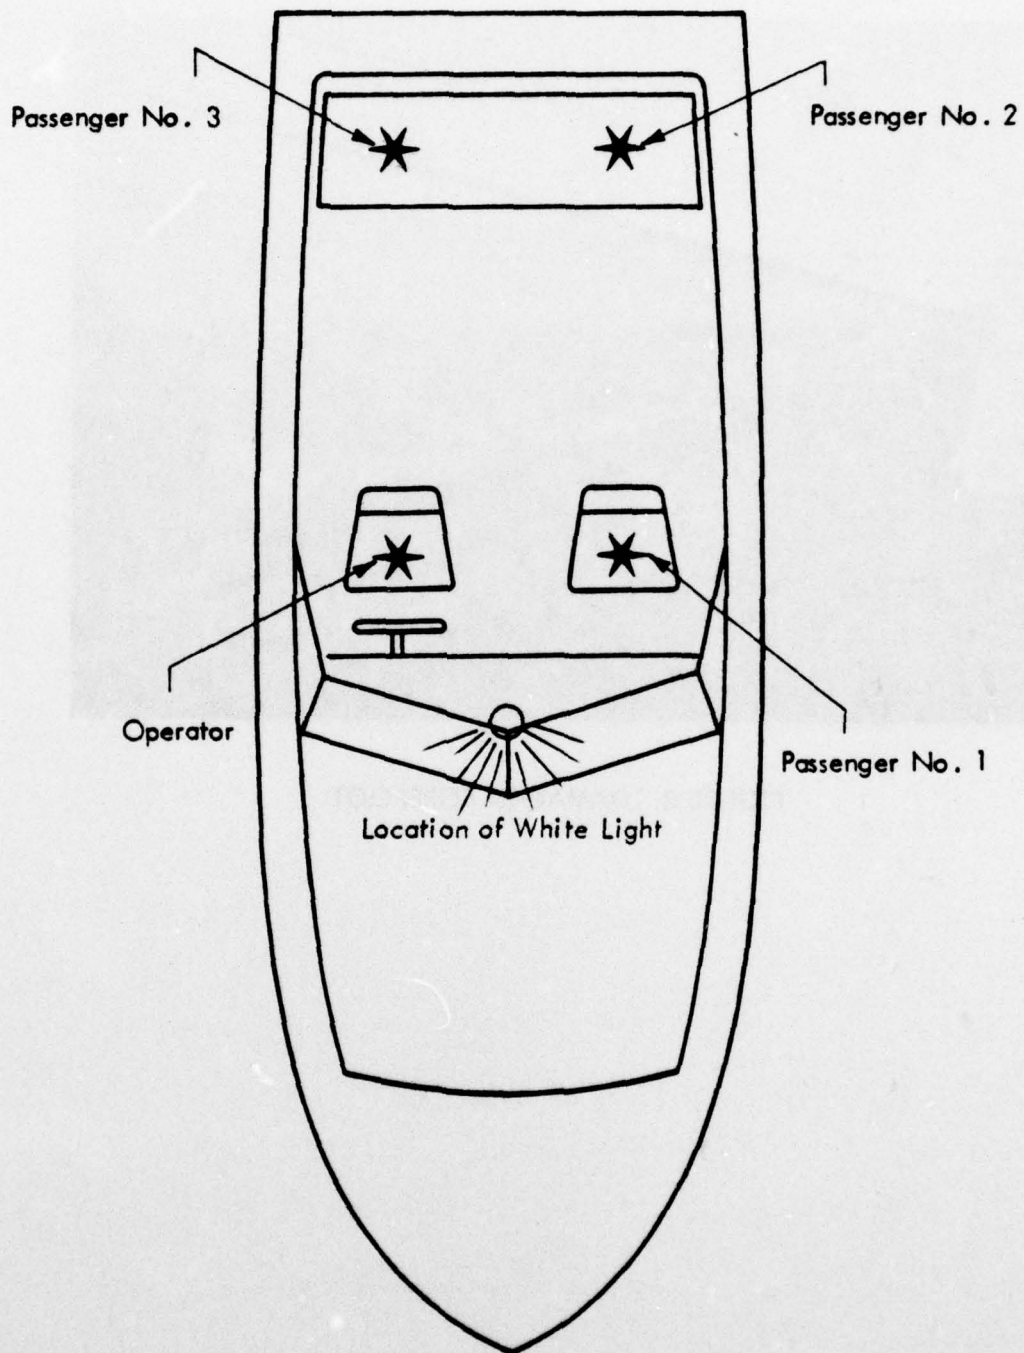 Passenger No. 3
Passenger No. 2
Operator
Passenger No. 1
Location of White Light